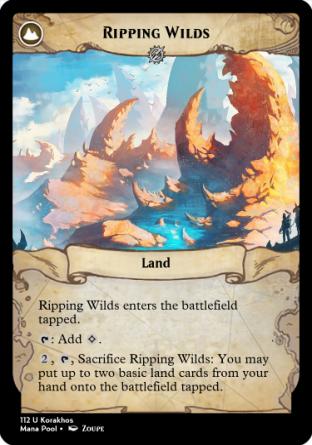 Ripping Wilds
Land
Ripping Wilds enters the battlefield
tapped.
: Add .
2, , Sacrifice Ripping Wilds: You may
put up to two basic land cards from your
hand onto the battlefield tapped.
112 U Korakhos
Mana Pool • Zoupe